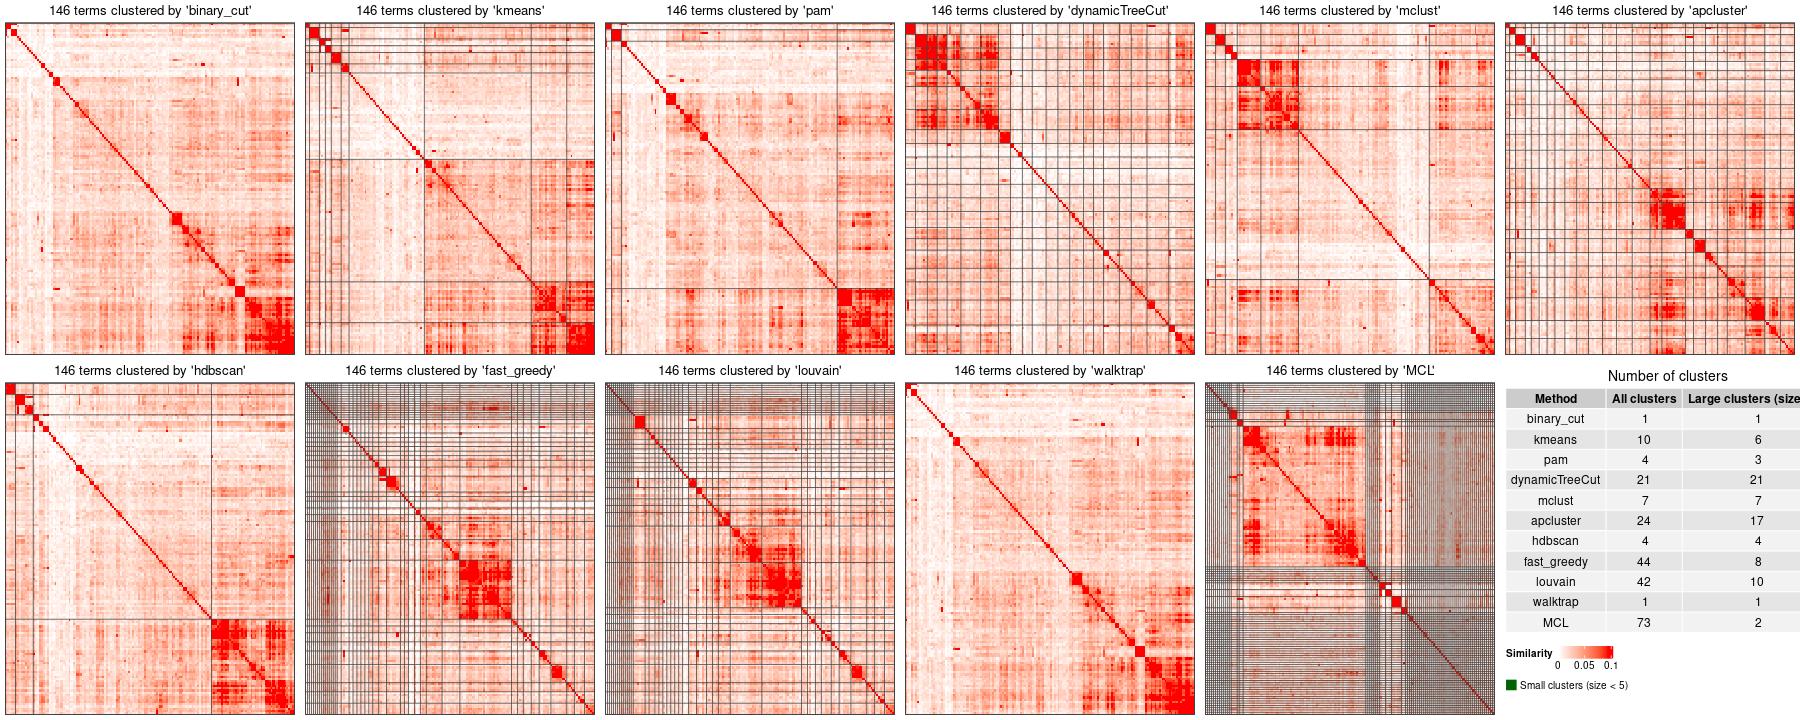 146 terms clustered by 'binary_cut'
146 terms clustered by 'kmeans'
146 terms clustered by 'pam'
146 terms clustered by 'dynamicTreeCut'
146 terms clustered by 'mclust'
146 terms clustered by 'apcluster'
146 terms clustered by 'hdbscan'
146 terms clustered by 'fast_greedy'
146 terms clustered by 'louvain'
146 terms clustered by 'walktrap'
146 terms clustered by 'MCL'
Number of clusters
Method All clusters Large clusters (size
binary_cut 1 1
kmeans 10 6
pam 4 3
dynamicTreeCut 21 21
mclust 7 7
apcluster 24 17
hdbscan 4 4
fast_greedy 44 8
louvain 42 10
walktrap 1 1
MCL 73 2
Similarity
0 0.05 0.1
Small clusters (size < 5)